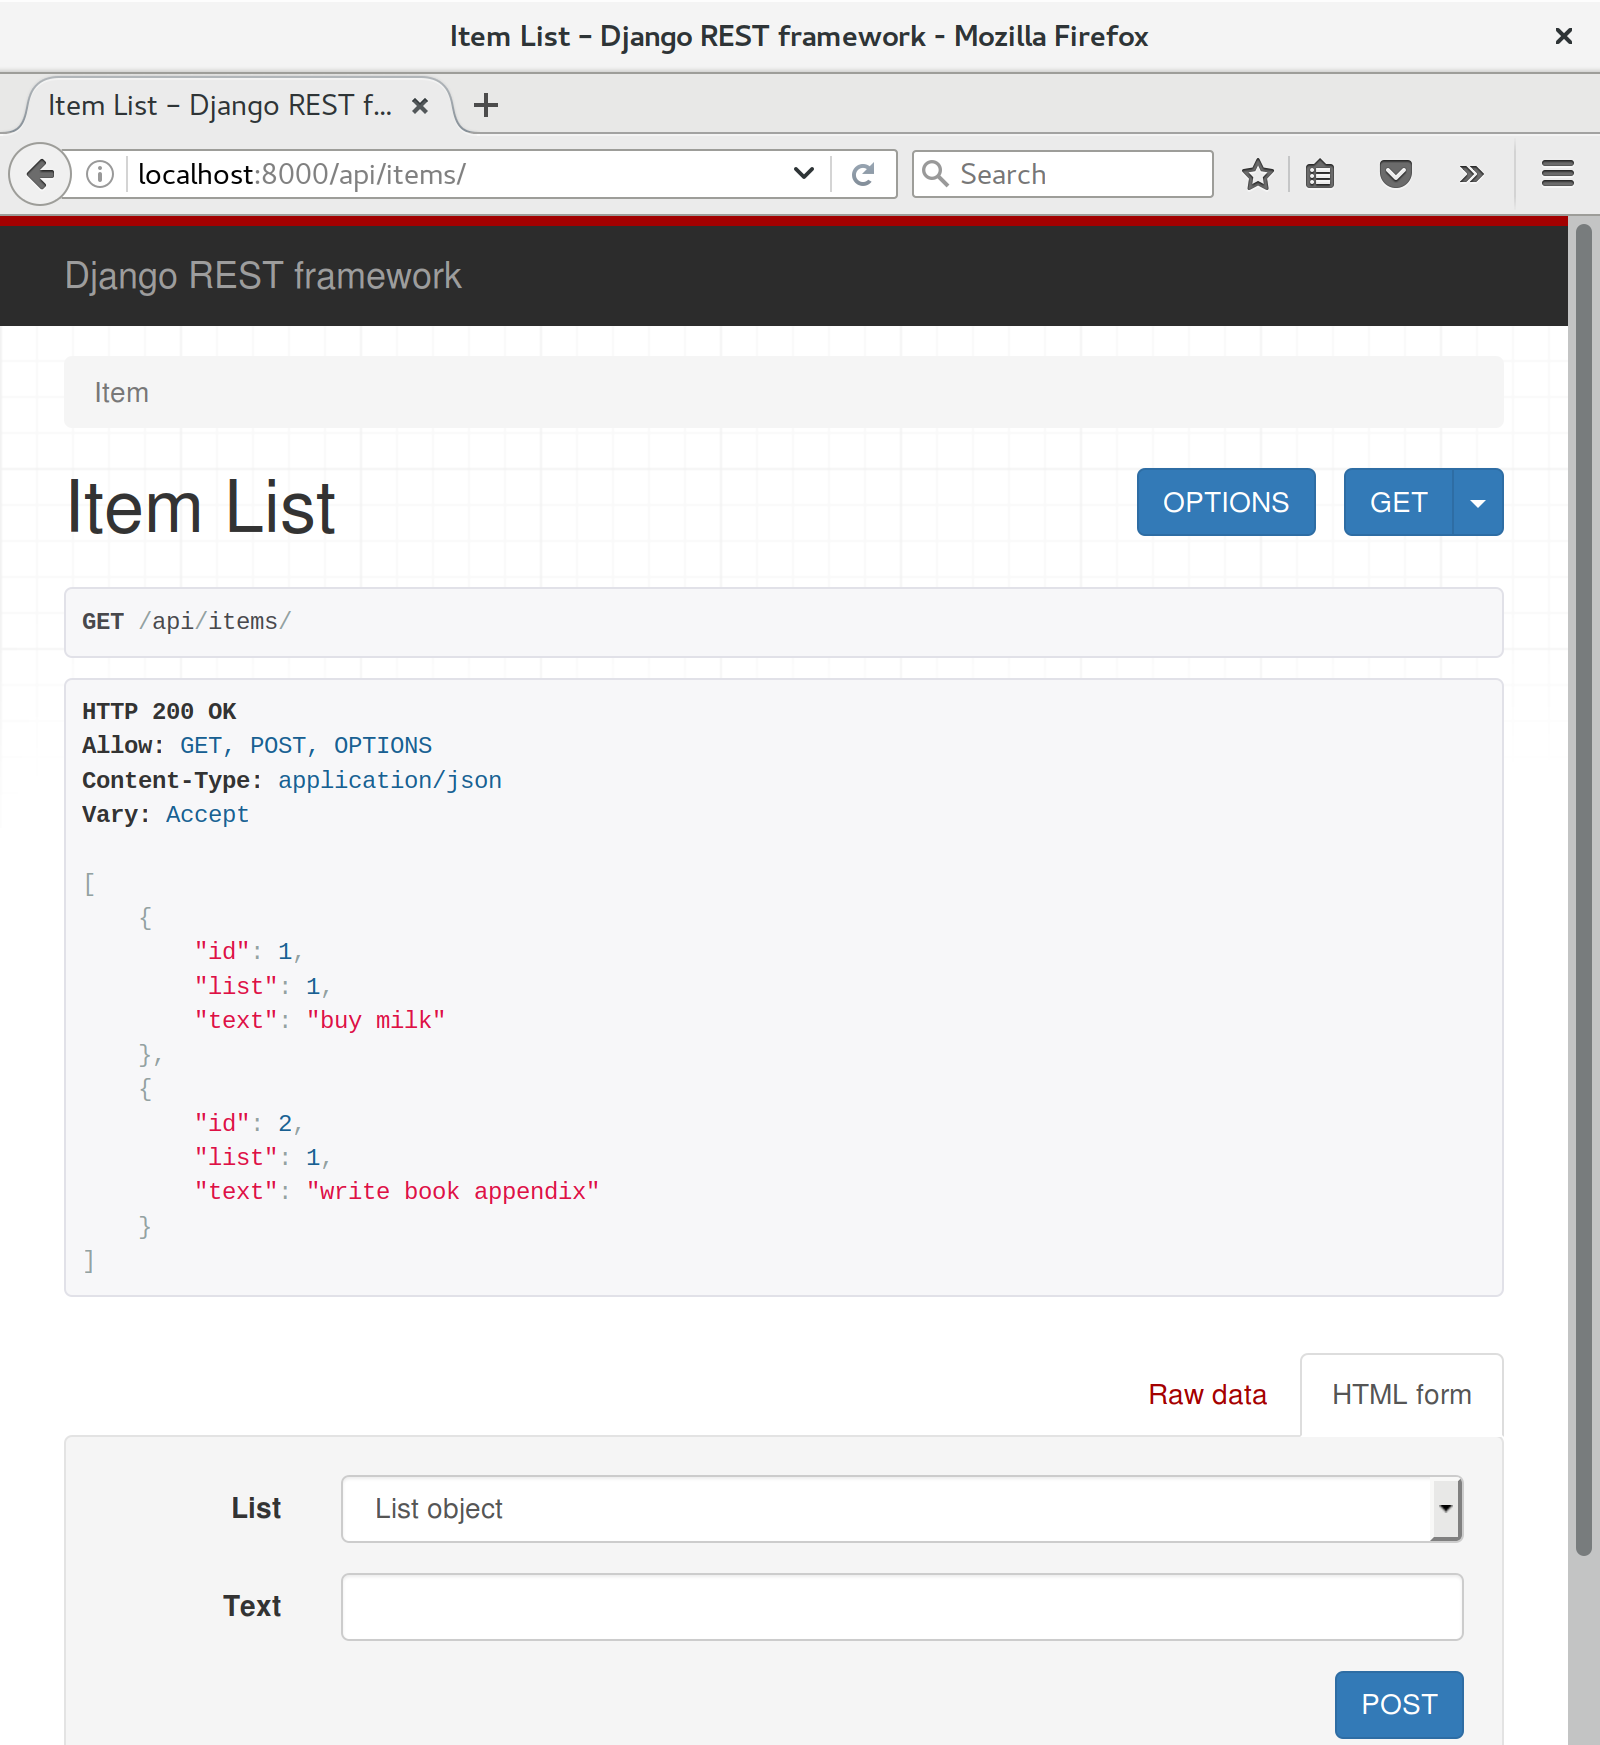 Item List – Django REST framework - Mozilla Firefox
Item List – Django REST f...
localhost:8000/api/items/
Search
Django REST framework
Item
Item List
OPTIONS
GET
GET /api/items/
HTTP 200 OK
Allow: GET, POST, OPTIONS
Content-Type: application/json
Vary: Accept
[
    {
        "id": 1,
        "list": 1,
        "text": "buy milk"
    },
    {
        "id": 2,
        "list": 1,
        "text": "write book appendix"
    }
]
Raw data
HTML form
List
List object
Text
POST